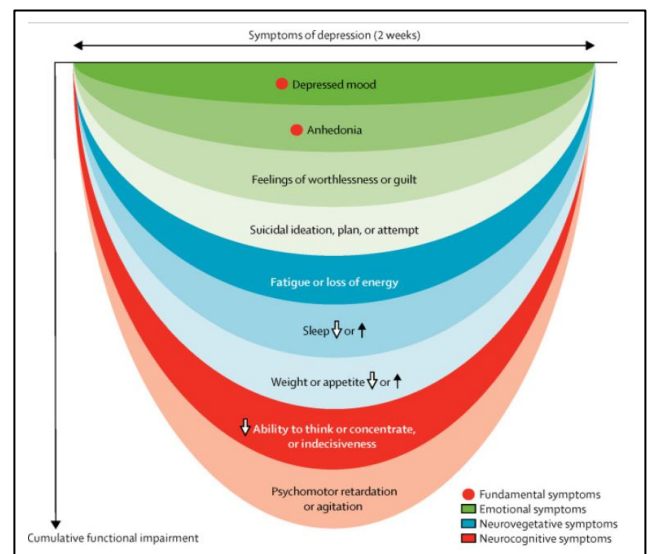 Symptoms of depression (2 weeks)
Depressed mood
Anhedonia
Feelings of worthlessness or guilt
Suicidal ideation, plan, or attempt
Fatigue or loss of energy
Sleep ⇩ or ↑
Weight or appetite ⇩ or ↑
⇩ Ability to think or concentrate,
or indecisiveness
Psychomotor retardation
or agitation
Fundamental symptoms
Emotional symptoms
Neurovegetative symptoms
Neurocognitive symptoms
Cumulative functional impairment